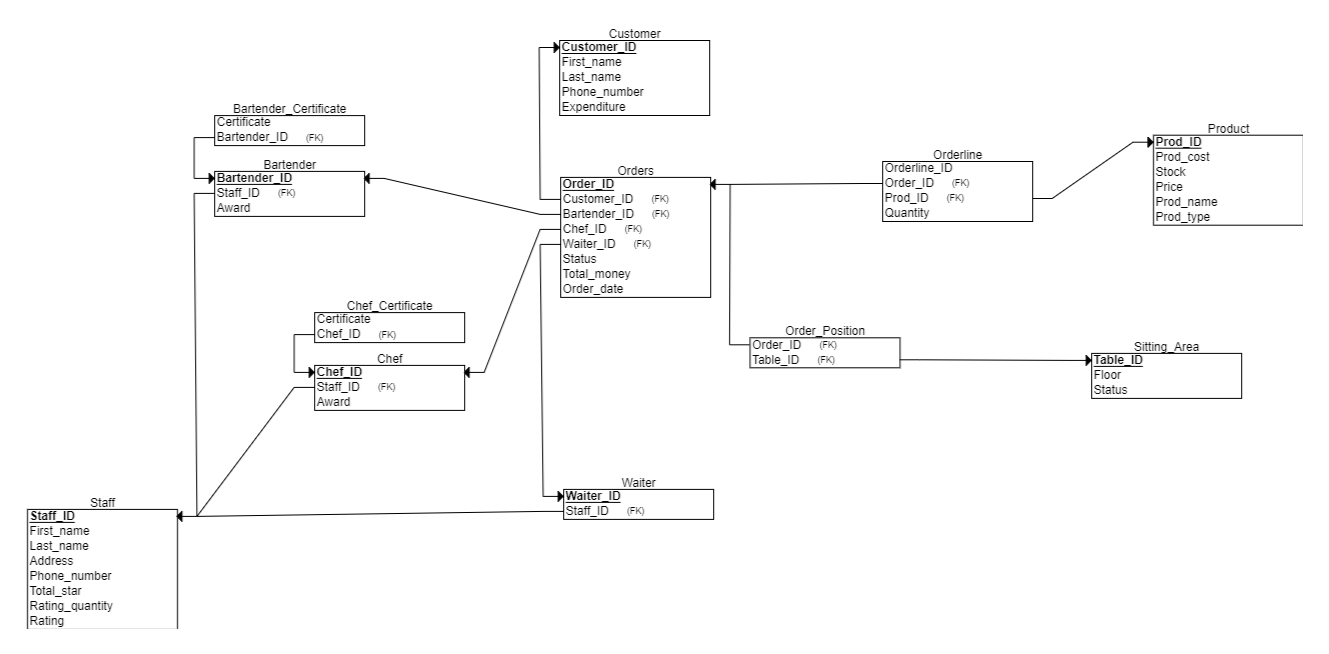 Customer
Customer_ID
First_name
Last_name
Phone_number
Expenditure
Bartender_Certificate
Certificate
Bartender_ID (FK)
Bartender
Bartender_ID
Staff_ID (FK)
Award
Orders
Order_ID
Customer_ID (FK)
Bartender_ID (FK)
Chef_ID (FK)
Waiter_ID (FK)
Status
Total_money
Order_date
Orderline
Orderline_ID
Order_ID (FK)
Prod_ID (FK)
Quantity
Product
Prod_ID
Prod_cost
Stock
Price
Prod_name
Prod_type
Chef_Certificate
Certificate
Chef_ID (FK)
Chef
Chef_ID
Staff_ID (FK)
Award
Order_Position
Order_ID (FK)
Table_ID (FK)
Sitting_Area
Table_ID
Floor
Status
Waiter
Waiter_ID
Staff_ID (FK)
Staff
Staff_ID
First_name
Last_name
Address
Phone_number
Total_star
Rating_quantity
Rating